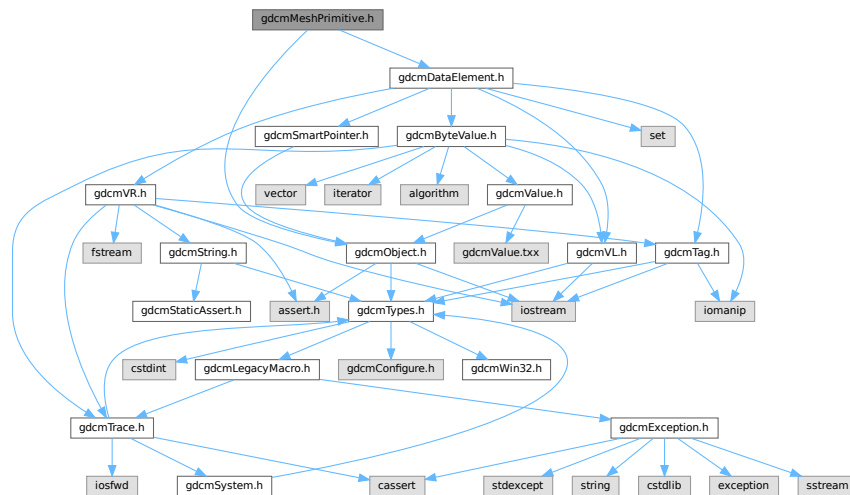 gdcmMeshPrimitive.h
gdcmDataElement.h
gdcmSmartPointer.h
gdcmByteValue.h
set
gdcmVR.h
vector
iterator
algorithm
gdcmValue.h
fstream
gdcmString.h
gdcmObject.h
gdcmValue.txx
gdcmVL.h
gdcmTag.h
gdcmStaticAssert.h
assert.h
gdcmTypes.h
iostream
iomanip
cstdint
gdcmLegacyMacro.h
gdcmConfigure.h
gdcmWin32.h
gdcmTrace.h
gdcmException.h
iosfwd
gdcmSystem.h
cassert
stdexcept
string
cstdlib
exception
sstream